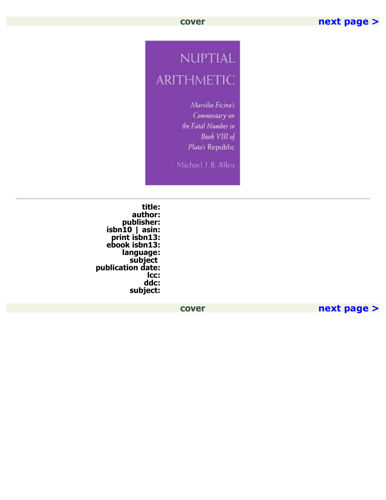 cover next page >
NUPTIAL
ARITHMETIC
Marsilio Ficino's
Commentary on
the Fatal Number in
Book VIII of
Plato's Republic
Michael J. B. Allen
title:
author:
publisher:
isbn10 | asin:
print isbn13:
ebook isbn13:
language:
subject
publication date:
lcc:
ddc:
subject:
cover next page >